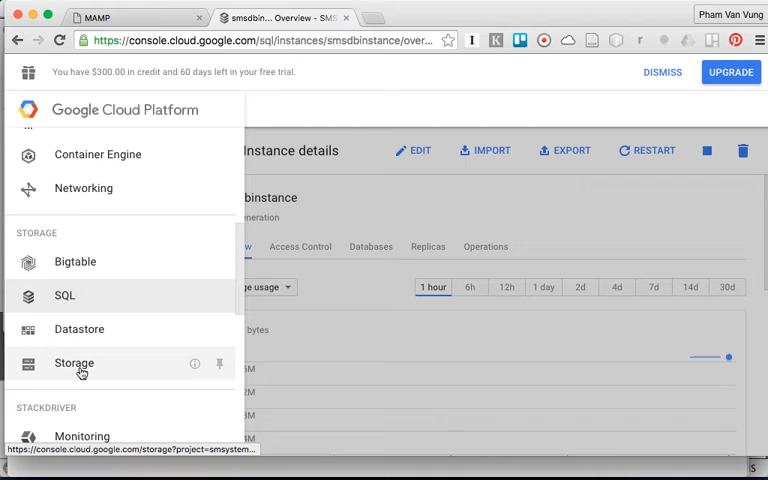 MAMP
smsdbin... Overview - SMS
Pham Van Vung
https://console.cloud.google.com/sql/instances/smsdbinstance/over...
You have $300.00 in credit and 60 days left in your free trial.
DISMISS
UPGRADE
Google Cloud Platform
Container Engine
Networking
STORAGE
Bigtable
SQL
Datastore
Storage
STACKDRIVER
Monitoring
https://console.cloud.google.com/storage?project=smsystem...
Instance details
EDIT
IMPORT
EXPORT
RESTART
binstance
eneration
w
Access Control
Databases
Replicas
Operations
ge usage
1 hour
6h
12h
1 day
2d
4d
7d
14d
30d
bytes